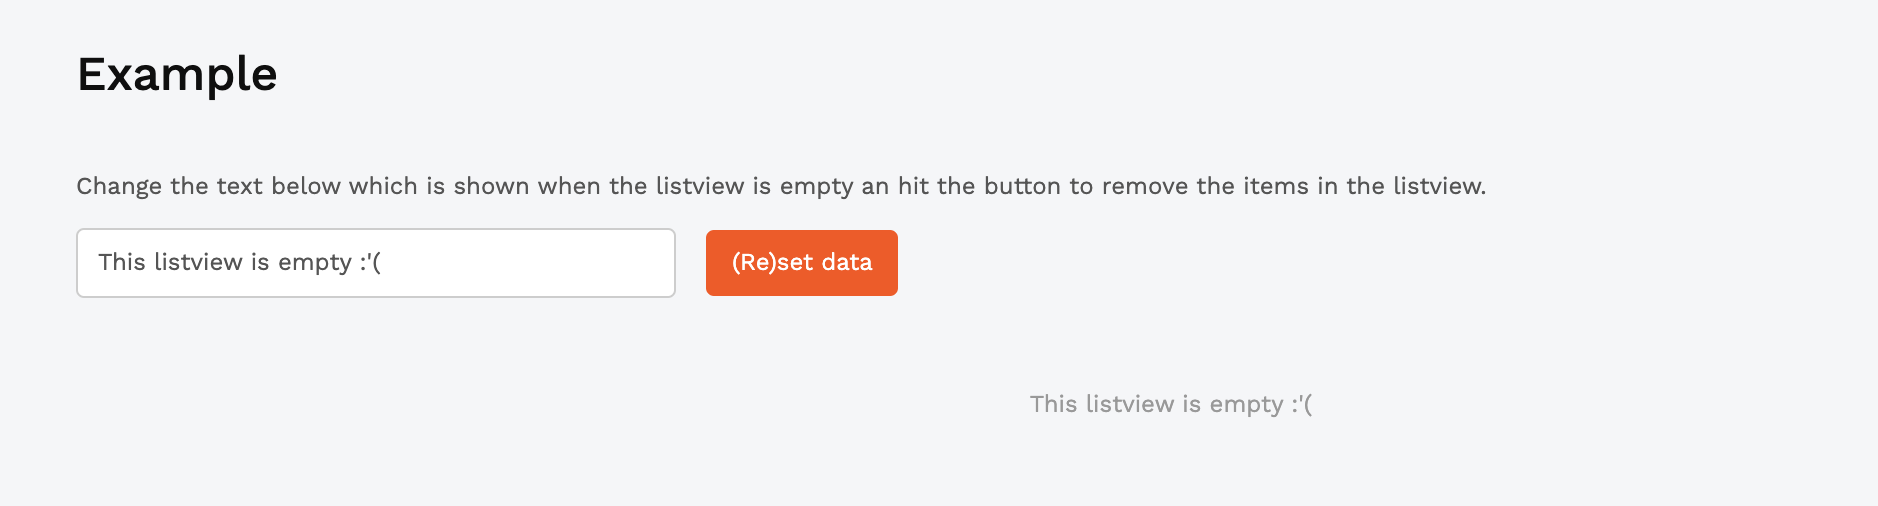 Example
Change the text below which is shown when the listview is empty an hit the button to remove the items in the listview.
This listview is empty :'(
(Re)set data
This listview is empty :'(